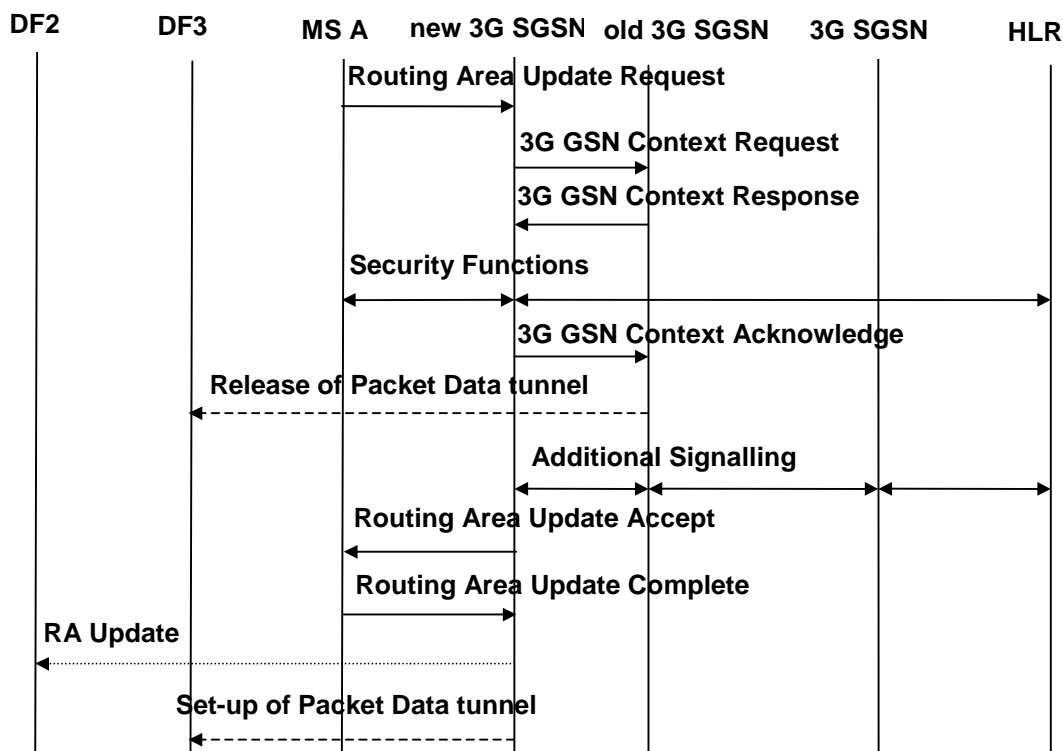 DF2 DF3 MS A new 3G SGSN old 3G SGSN 3G SGSN HLR
Routing Area Update Request
3G GSN Context Request
3G GSN Context Response
Security Functions
3G GSN Context Acknowledge
Release of Packet Data tunnel
Additional Signalling
Routing Area Update Accept
Routing Area Update Complete
RA Update
Set-up of Packet Data tunnel